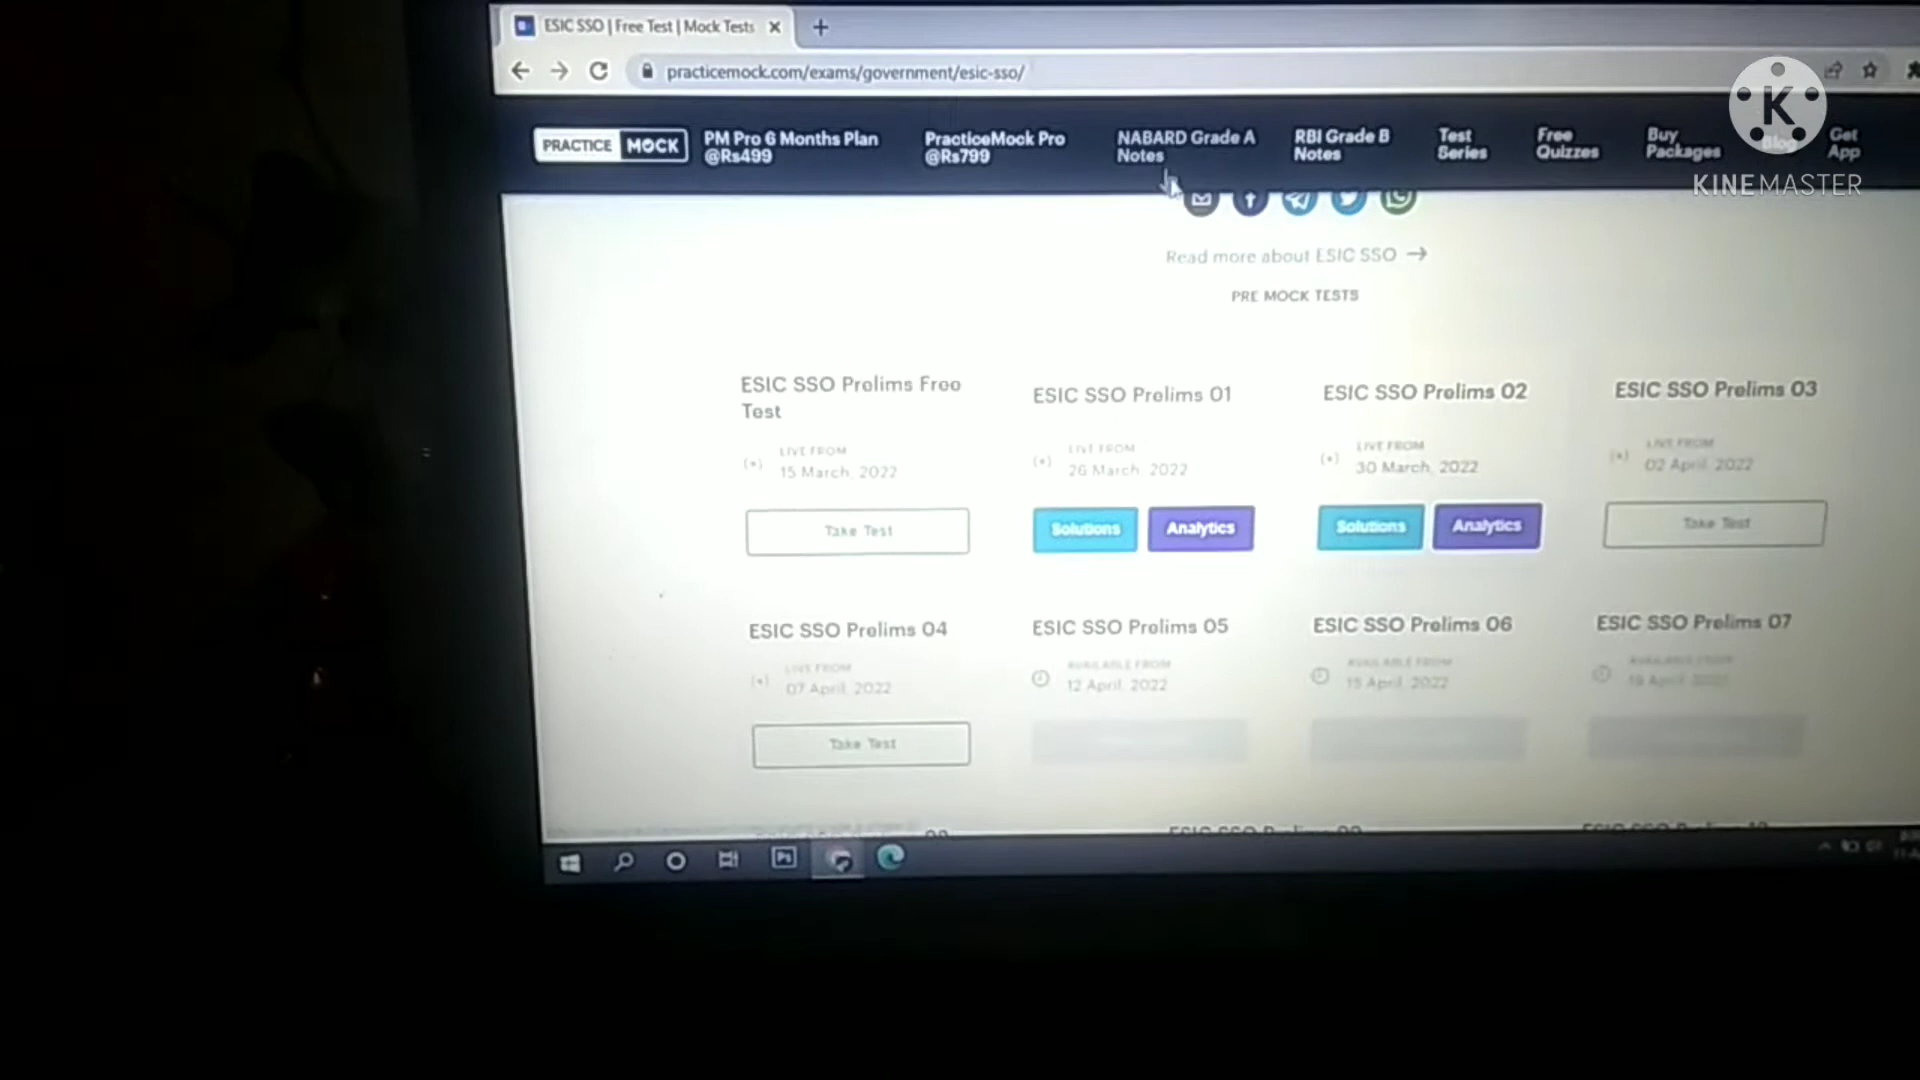 ESIC SSO | Free Test | Mock Tests
practicemock.com/exams/government/esic-sso/
PRACTICE MOCK
PM Pro 6 Months Plan
@Rs499
PracticeMock Pro
@Rs799
NABARD Grade A
Notes
RBI Grade B
Notes
Test
Series
Free
Quizzes
Buy
Packages
Blog
Get
App
K
KINEMASTER
Read more about ESIC SSO →
PRE MOCK TESTS
ESIC SSO Prelims Free
Test
LIVE FROM
15 March, 2022
Take Test
ESIC SSO Prelims 01
LIVE FROM
26 March, 2022
Solutions
Analytics
ESIC SSO Prelims 02
LIVE FROM
30 March, 2022
Solutions
Analytics
ESIC SSO Prelims 03
LIVE FROM
02 April, 2022
Take Test
ESIC SSO Prelims 04
LIVE FROM
07 April, 2022
Take Test
ESIC SSO Prelims 05
AVAILABLE FROM
12 April, 2022
ESIC SSO Prelims 06
AVAILABLE FROM
15 April, 2022
ESIC SSO Prelims 07
AVAILABLE FROM
Ps